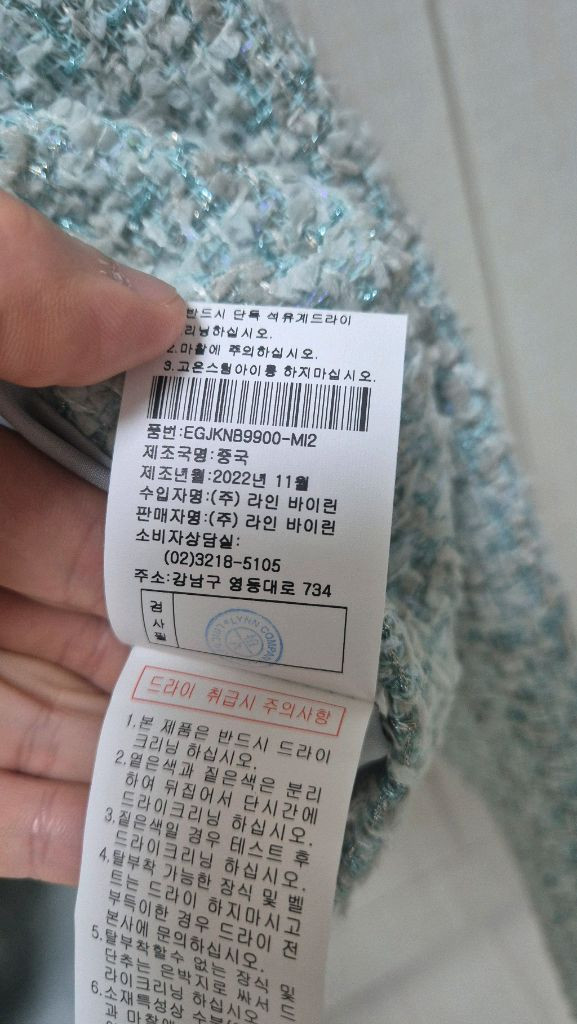 반드시 단독 석유계드라이
리닝하십시오.
2.마찰에 주의하십시오.
3.고온스팀아이롱 하지마십시오.
품번:EGJKNB9900-MI2
제조국명:중국
제조년월:2022년 11월
수입자명:(주) 라인 바이린
판매자명:(주) 라인 바이린
소비자상담실:
(02)3218-5105
주소:강남구 영동대로 734
검사필
LYNN COMPANY
드라이 취급시 주의사항
1.본 제품은 반드시 드라이
크리닝 하십시오.
2.옅은색과 짙은색은 분리
하여 뒤집어서 단시간에
드라이크리닝 하십시오.
3.짙은색일 경우 테스트 후
드라이크리닝 하십시오.
4.탈부착 가능한 장식 및 벨
트는 드라이 하지마시고
부득이한 경우 드라이 전
본사에 문의하십시오.
5.탈부착할수 없는 장식 및
단추는 은박지로 싸서 드
라이크리닝 하십시오
6.소재특성상
과 마찰에